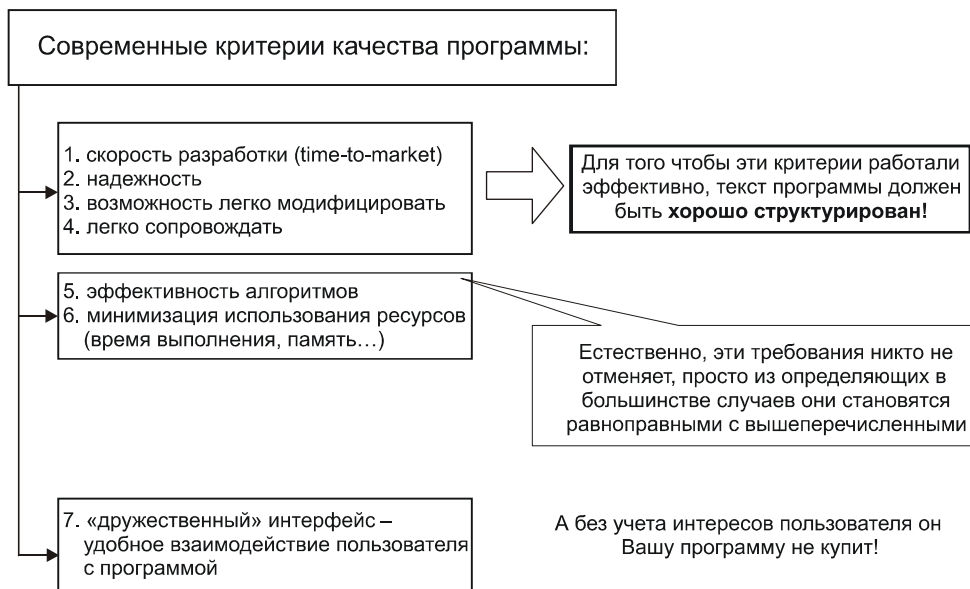 Современные критерии качества программы:
1. скорость разработки (time-to-market)
2. надежность
3. возможность легко модифицировать
4. легко сопровождать
Для того чтобы эти критерии работали
эффективно, текст программы должен
быть хорошо структурирован!
5. эффективность алгоритмов
6. минимизация использования ресурсов
(время выполнения, память…)
Естественно, эти требования никто не
отменяет, просто из определяющих в
большинстве случаев они становятся
равноправными с вышеперечисленными
7. «дружественный» интерфейс –
удобное взаимодействие пользователя
с программой
А без учета интересов пользователя он
Вашу программу не купит!